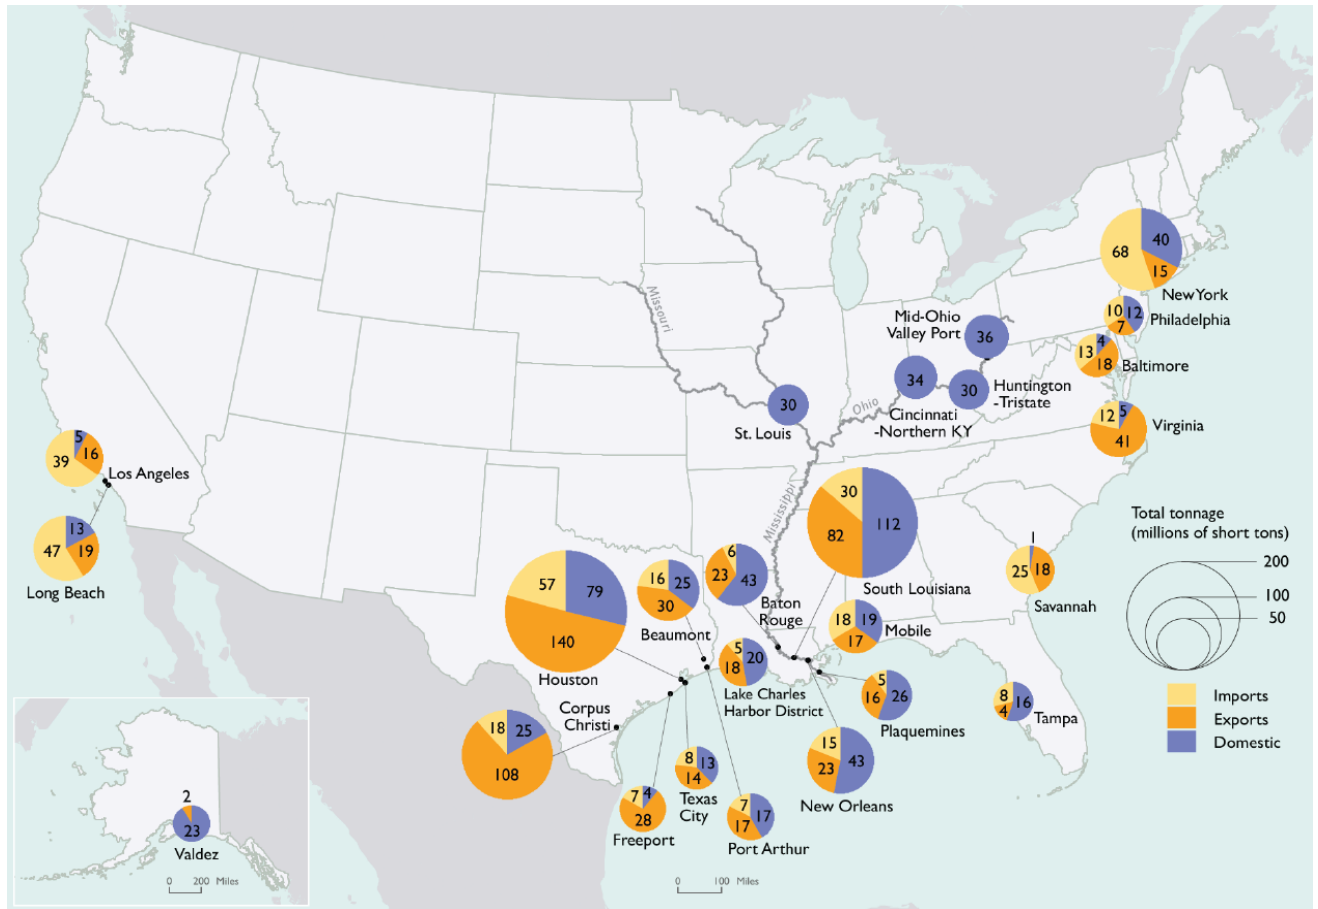 68
40
15
New York
10
12
7
Philadelphia
4
13
18
Baltimore
12
5
41
Virginia
Missouri
Mid-Ohio
Valley Port
36
34
30
Huntington
-Tristate
Cincinnati
-Northern KY
Ohio
30
St. Louis
Mississippi
5
39
16
Los Angeles
13
47
19
Long Beach
30
112
82
South Louisiana
1
25
18
Savannah
57
79
140
Houston
16
25
30
Beaumont
6
23
43
Baton
Rouge
18
19
17
Mobile
5
20
18
Lake Charles
Harbor District
5
16
26
Plaquemines
8
16
4
Tampa
Corpus
Christi
18
25
108
8
13
14
Texas
City
7
4
28
Freeport
7
17
17
Port Arthur
15
43
23
New Orleans
Total tonnage
(millions of short tons)
200
100
50
Imports
Exports
Domestic
2
23
Valdez
0 200 Miles
0 100 Miles